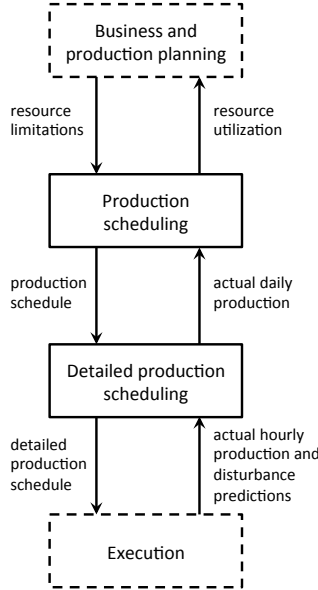 Business and
production planning
resource
limitations
resource
utilization
Production
scheduling
production
schedule
actual daily
production
Detailed production
scheduling
detailed
production
schedule
actual hourly
production and
disturbance
predictions
Execution